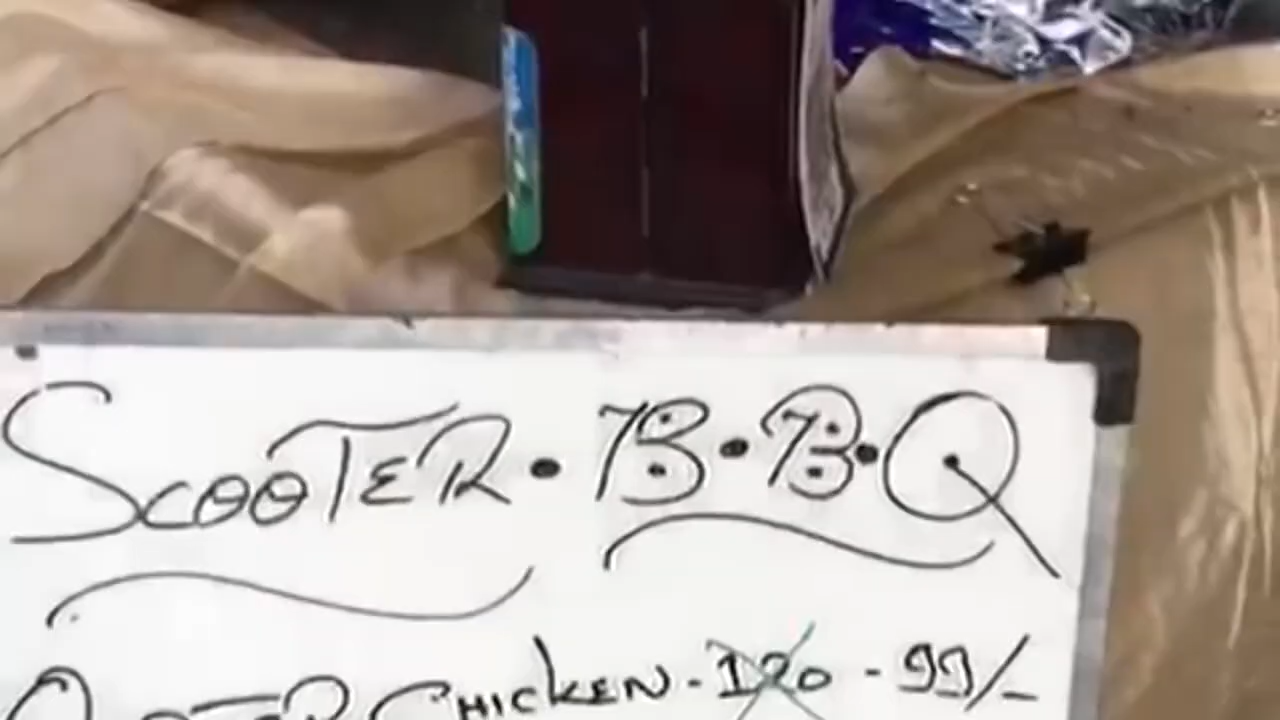 SCOOTER • B • B • Q
CHICKEN - 120 - 99/-